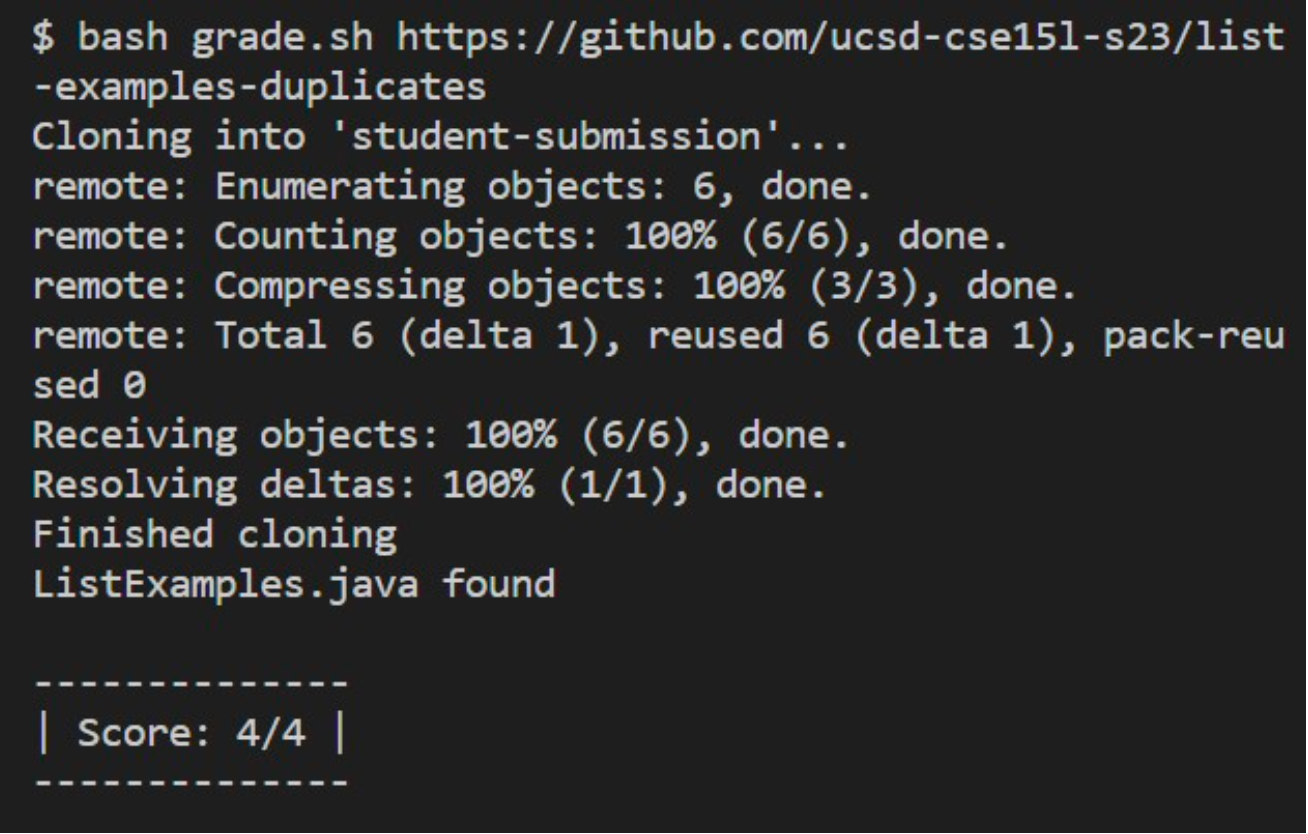 $ bash grade.sh https://github.com/ucsd-cse15l-s23/list
-examples-duplicates
Cloning into 'student-submission'...
remote: Enumerating objects: 6, done.
remote: Counting objects: 100% (6/6), done.
remote: Compressing objects: 100% (3/3), done.
remote: Total 6 (delta 1), reused 6 (delta 1), pack-reu
sed 0
Receiving objects: 100% (6/6), done.
Resolving deltas: 100% (1/1), done.
Finished cloning
ListExamples.java found

--------------
| Score: 4/4 |
--------------